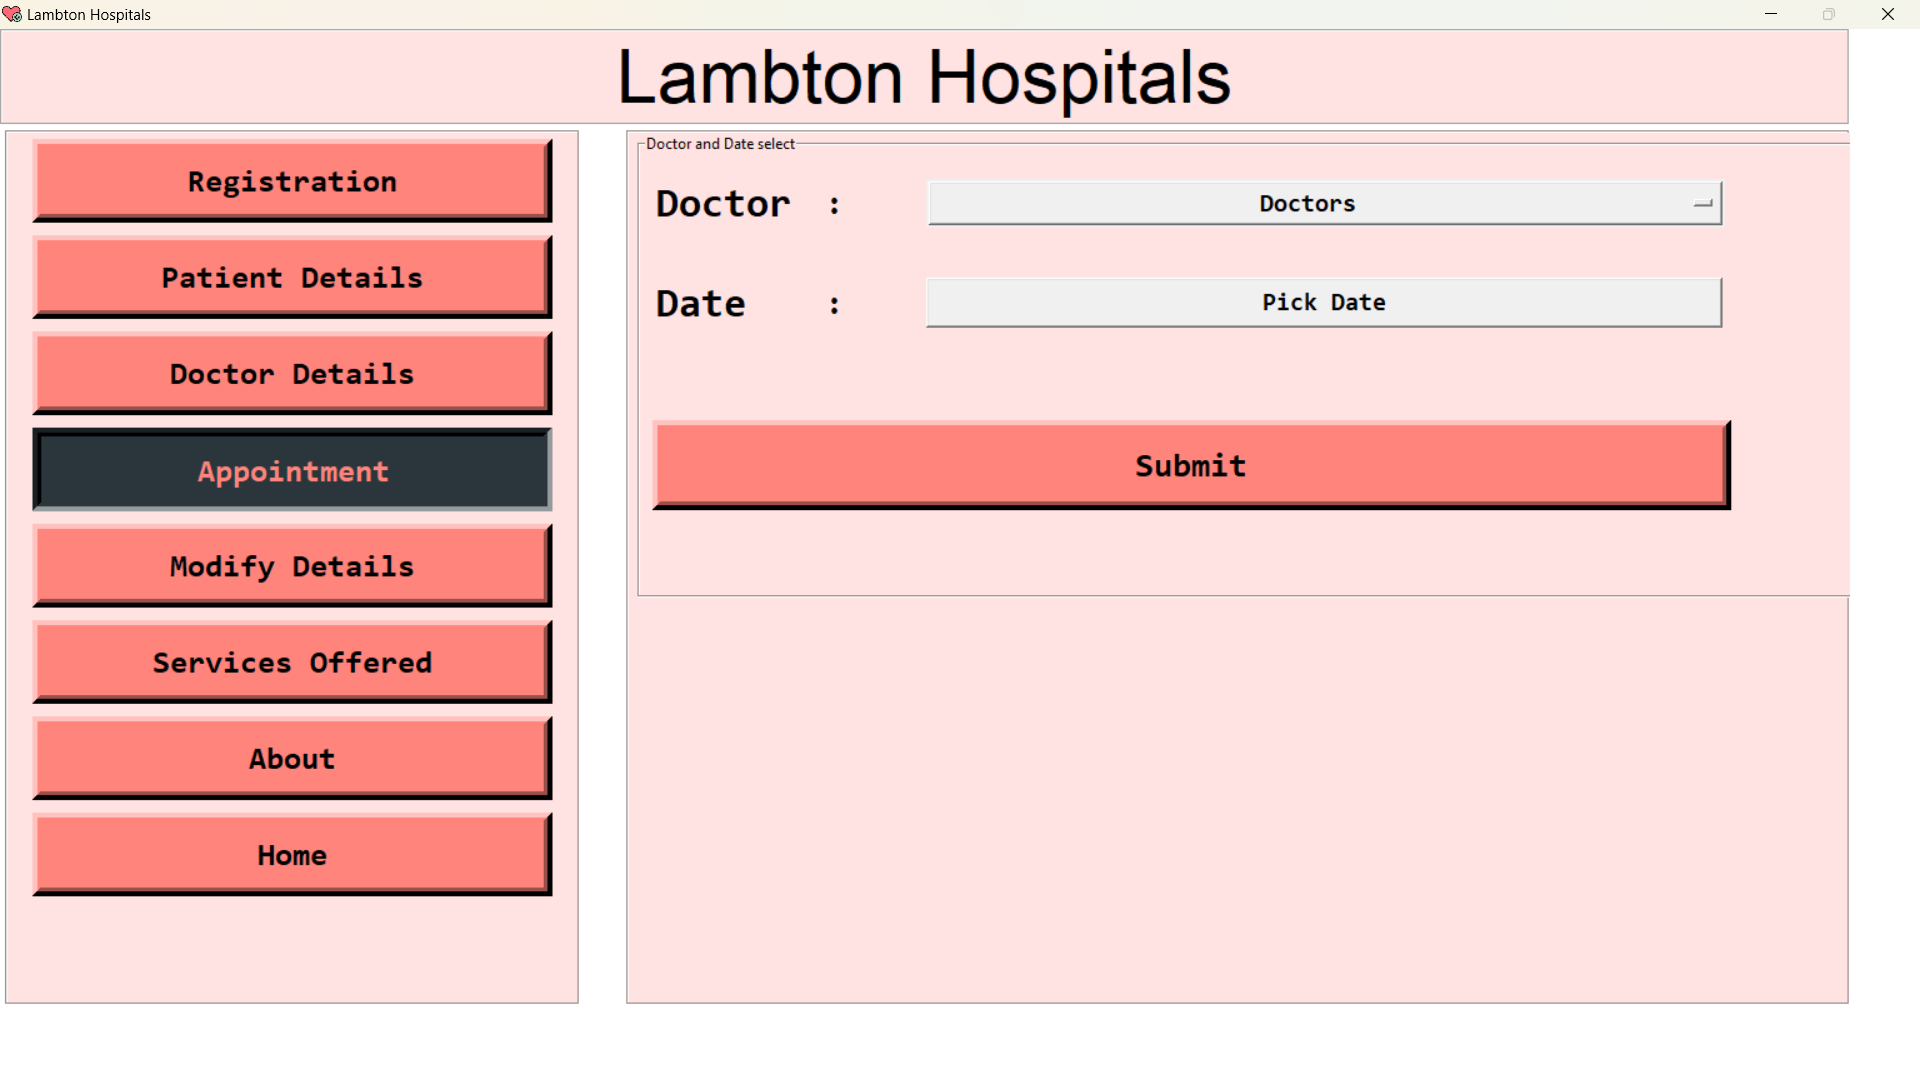 Lambton Hospitals
Lambton Hospitals
Registration
Patient Details
Doctor Details
Appointment
Modify Details
Services Offered
About
Home
Doctor and Date select
Doctor : Doctors
Date : Pick Date
Submit